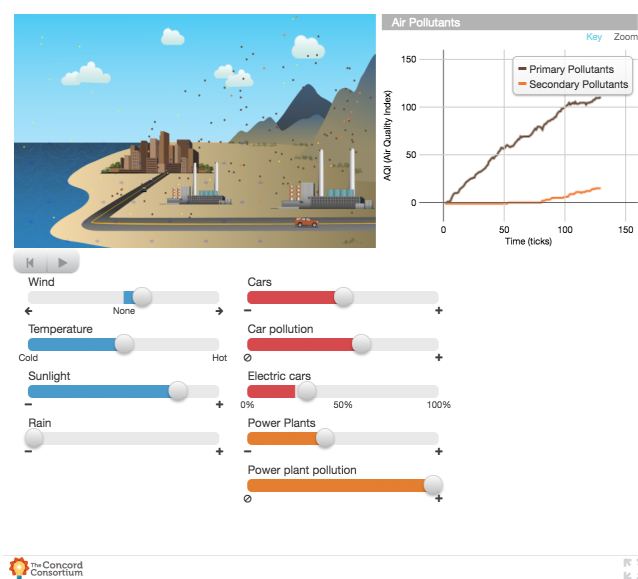 Air Pollutants
Key Zoom
150
100
50
0
AQI (Air Quality Index)
Primary Pollutants
Secondary Pollutants
0 50 100 150
Time (ticks)
Wind
None
Temperature
Cold Hot
Sunlight
Rain
Cars
Car pollution
Electric cars
0% 50% 100%
Power Plants
Power plant pollution
The Concord
Consortium